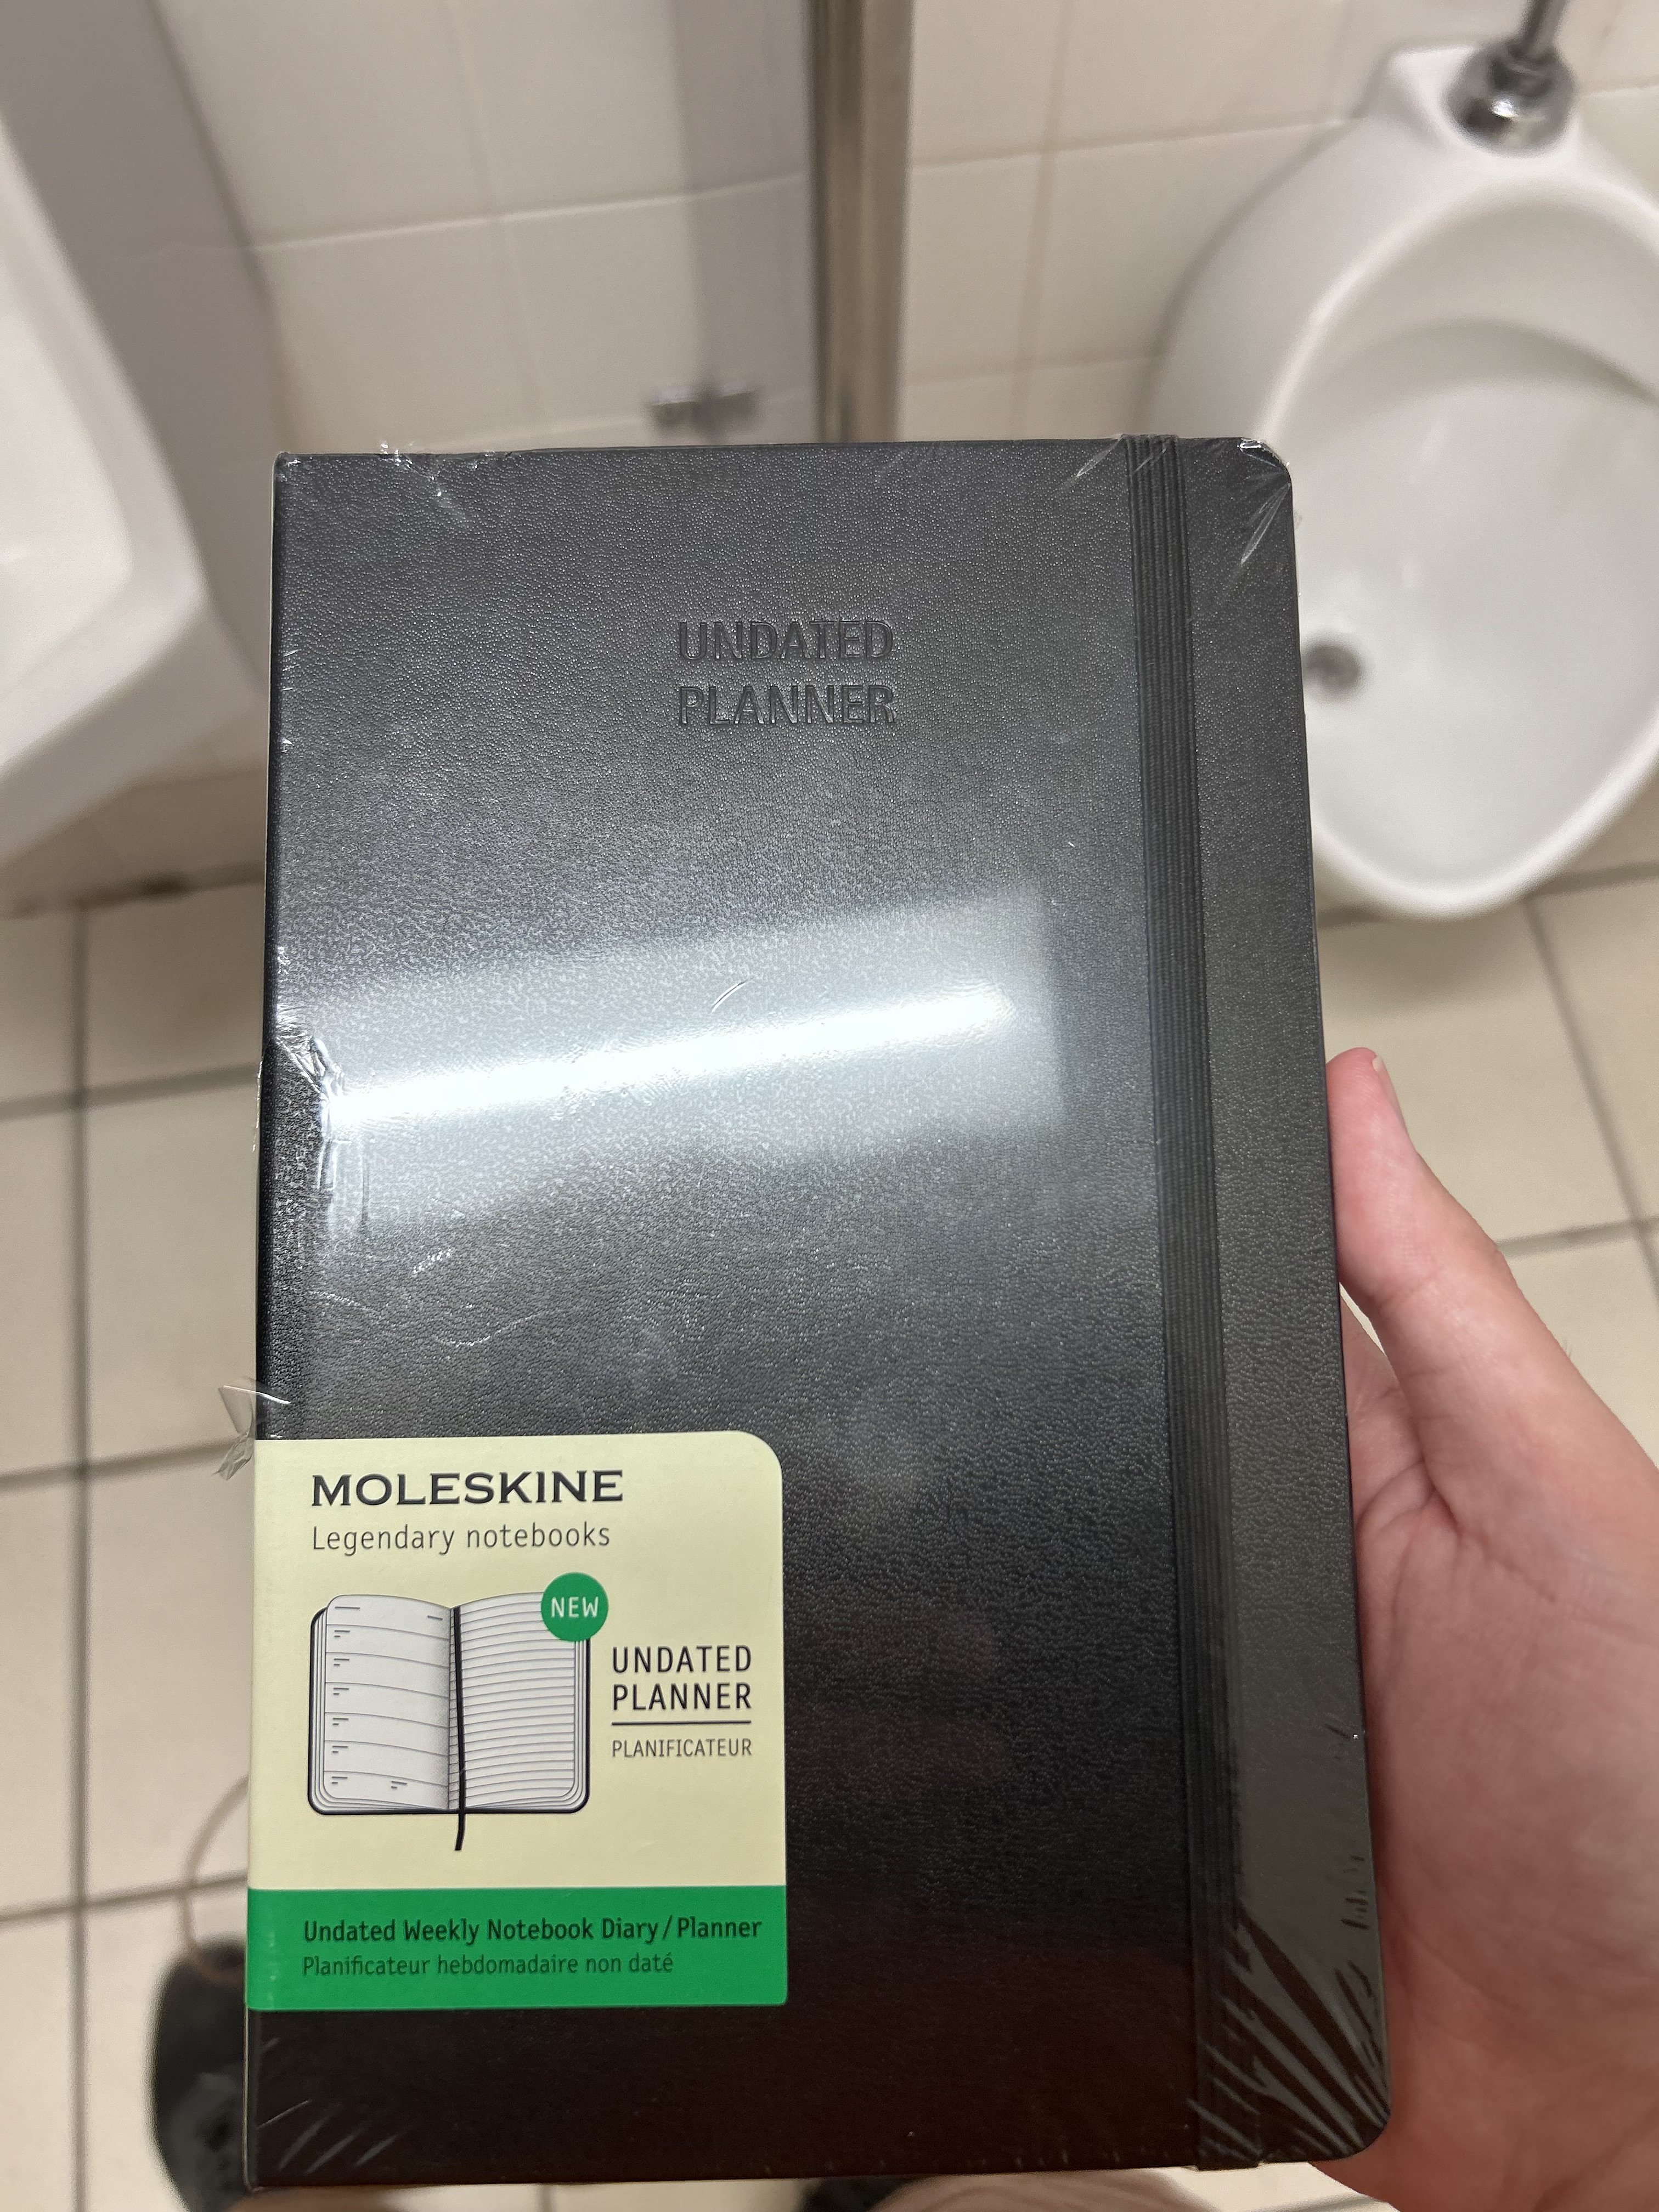 UNDATED
PLANNER
MOLESKINE
Legendary notebooks
NEW
UNDATED
PLANNER
PLANIFICATEUR
Undated Weekly Notebook Diary / Planner
Planificateur hebdomadaire non daté